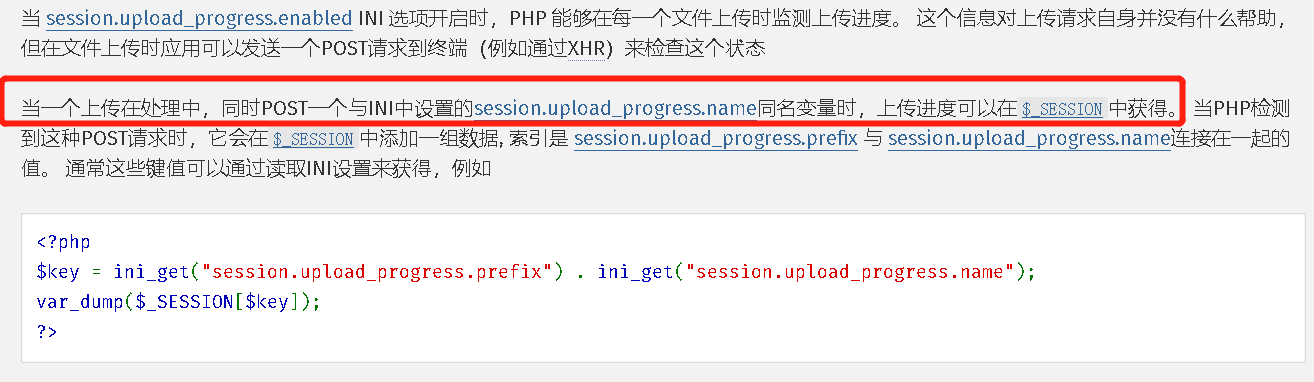 当 session.upload_progress.enabled INI 选项开启时，PHP 能够在每一个文件上传时监测上传进度。 这个信息对上传请求自身并没有什么帮助，
但在文件上传时应用可以发送一个POST请求到终端（例如通过XHR）来检查这个状态
当一个上传在处理中，同时POST一个与INI中设置的session.upload_progress.name同名变量时，上传进度可以在 $_SESSION 中获得。 当PHP检测
到这种POST请求时，它会在 $_SESSION 中添加一组数据, 索引是 session.upload_progress.prefix 与 session.upload_progress.name连接在一起的
值。 通常这些键值可以通过读取INI设置来获得，例如
<?php
$key = ini_get("session.upload_progress.prefix") . ini_get("session.upload_progress.name");
var_dump($_SESSION[$key]);
?>